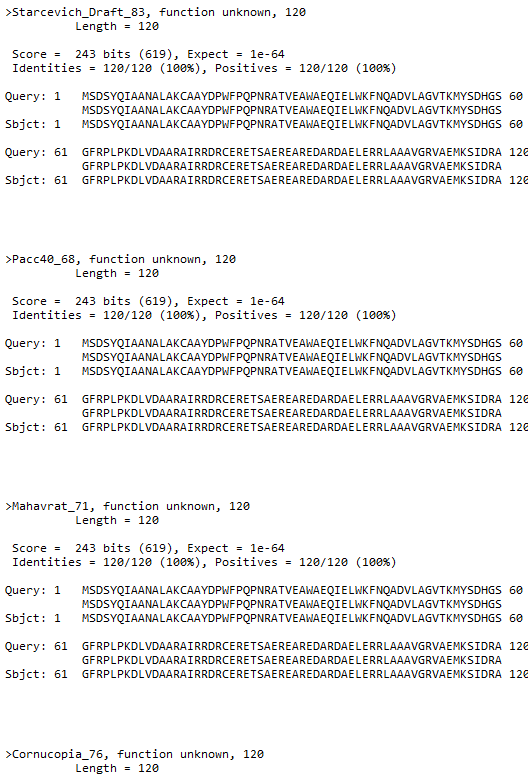 >Starcevich_Draft_83, function unknown, 120
Length = 120
Score = 243 bits (619), Expect = 1e-64
Identities = 120/120 (100%), Positives = 120/120 (100%)
Query: 1 MSDSYQIAANALAKCAAYDPWFPQPNRATVEAWAEQIELWKFNQADVLAGVTKMYSDHGS 60
MSDSYQIAANALAKCAAYDPWFPQPNRATVEAWAEQIELWKFNQADVLAGVTKMYSDHGS
Sbjct: 1 MSDSYQIAANALAKCAAYDPWFPQPNRATVEAWAEQIELWKFNQADVLAGVTKMYSDHGS 60
Query: 61 GFRPLPKDLVDAARAIRRDRCERETSAEREAREDARDAELERRLAAAVGRVAEMKSIDRA 120
GFRPLPKDLVDAARAIRRDRCERETSAEREAREDARDAELERRLAAAVGRVAEMKSIDRA
Sbjct: 61 GFRPLPKDLVDAARAIRRDRCERETSAEREAREDARDAELERRLAAAVGRVAEMKSIDRA 120
>Pacc40_68, function unknown, 120
Length = 120
Score = 243 bits (619), Expect = 1e-64
Identities = 120/120 (100%), Positives = 120/120 (100%)
Query: 1 MSDSYQIAANALAKCAAYDPWFPQPNRATVEAWAEQIELWKFNQADVLAGVTKMYSDHGS 60
MSDSYQIAANALAKCAAYDPWFPQPNRATVEAWAEQIELWKFNQADVLAGVTKMYSDHGS
Sbjct: 1 MSDSYQIAANALAKCAAYDPWFPQPNRATVEAWAEQIELWKFNQADVLAGVTKMYSDHGS 60
Query: 61 GFRPLPKDLVDAARAIRRDRCERETSAEREAREDARDAELERRLAAAVGRVAEMKSIDRA 120
GFRPLPKDLVDAARAIRRDRCERETSAEREAREDARDAELERRLAAAVGRVAEMKSIDRA
Sbjct: 61 GFRPLPKDLVDAARAIRRDRCERETSAEREAREDARDAELERRLAAAVGRVAEMKSIDRA 120
>Mahavrat_71, function unknown, 120
Length = 120
Score = 243 bits (619), Expect = 1e-64
Identities = 120/120 (100%), Positives = 120/120 (100%)
Query: 1 MSDSYQIAANALAKCAAYDPWFPQPNRATVEAWAEQIELWKFNQADVLAGVTKMYSDHGS 60
MSDSYQIAANALAKCAAYDPWFPQPNRATVEAWAEQIELWKFNQADVLAGVTKMYSDHGS
Sbjct: 1 MSDSYQIAANALAKCAAYDPWFPQPNRATVEAWAEQIELWKFNQADVLAGVTKMYSDHGS 60
Query: 61 GFRPLPKDLVDAARAIRRDRCERETSAEREAREDARDAELERRLAAAVGRVAEMKSIDRA 120
GFRPLPKDLVDAARAIRRDRCERETSAEREAREDARDAELERRLAAAVGRVAEMKSIDRA
Sbjct: 61 GFRPLPKDLVDAARAIRRDRCERETSAEREAREDARDAELERRLAAAVGRVAEMKSIDRA 120
>Cornucopia_76, function unknown, 120
Length = 120